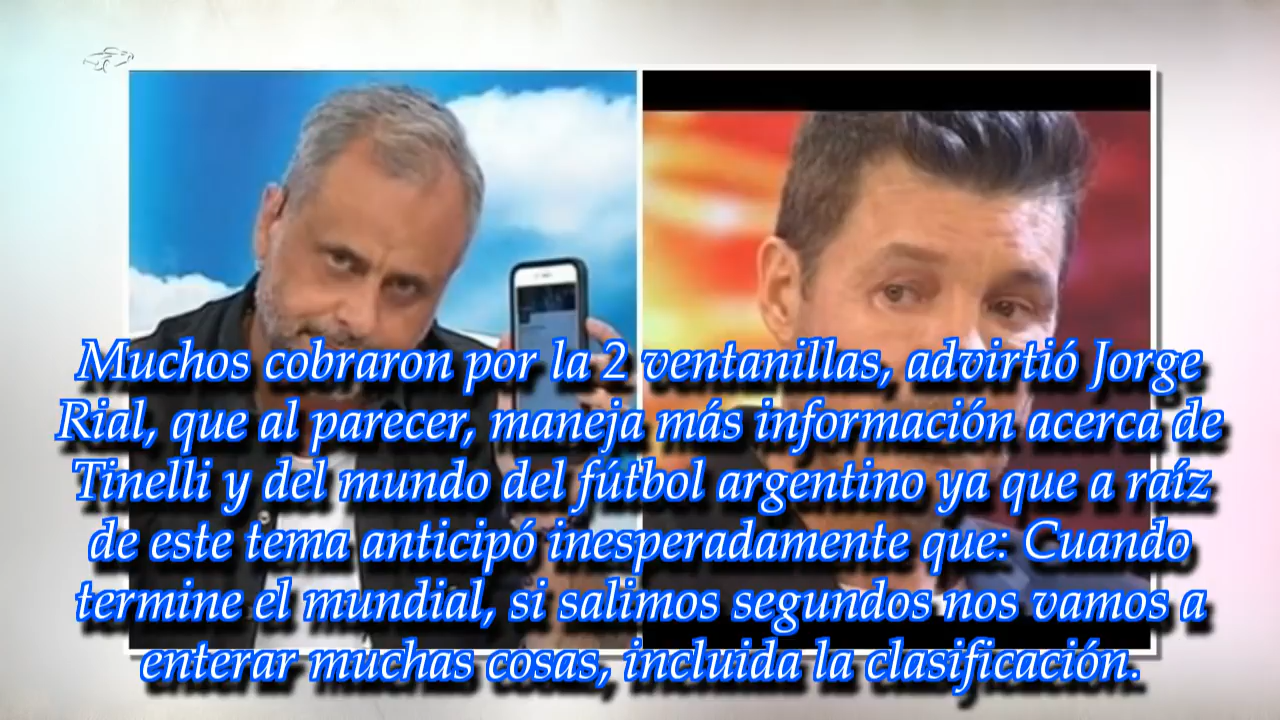 Muchos cobraron por la 2 ventanillas, advirtió Jorge
Rial, que al parecer, maneja más información acerca de
Tinelli y del mundo del fútbol argentino ya que a raíz
de este tema anticipó inesperadamente que: Cuando
termine el mundial, si salimos segundos nos vamos a
enterar muchas cosas, incluida la clasificación.